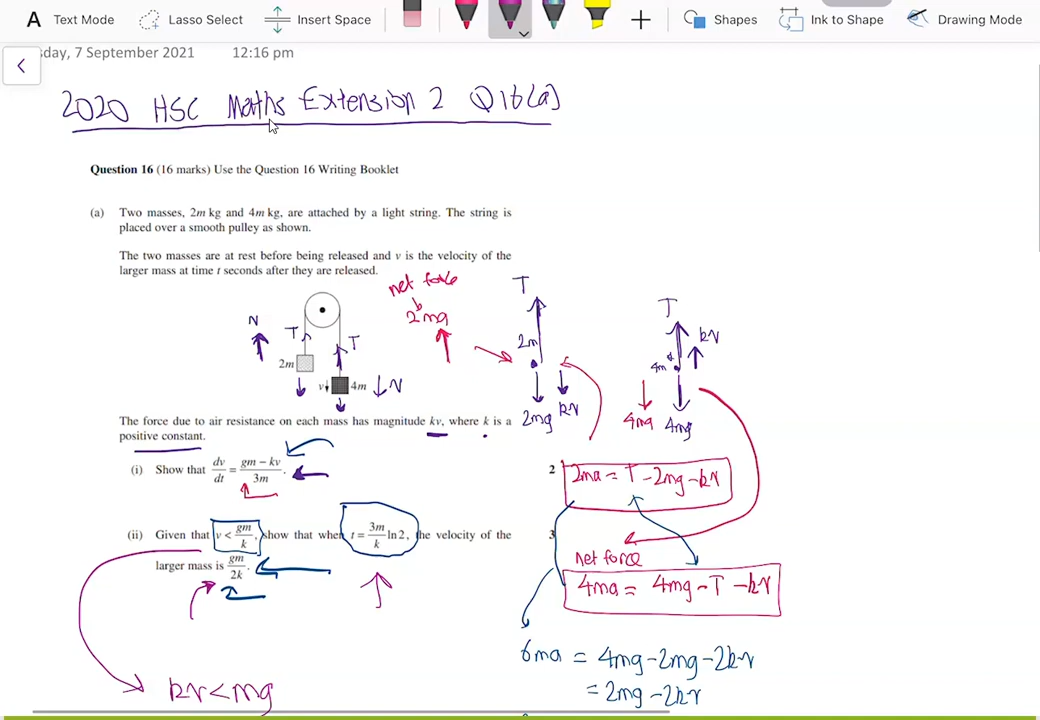 A Text Mode Lasso Select Insert Space Shapes Ink to Shape Drawing Mode
sday, 7 September 2021 12:16 pm
2020 HSC Maths Extension 2 Q16(a)
Question 16 (16 marks) Use the Question 16 Writing Booklet
(a) Two masses, 2m kg and 4m kg, are attached by a light string. The string is
placed over a smooth pulley as shown.
The two masses are at rest before being released and v is the velocity of the
larger mass at time t seconds after they are released.
net force
T
2mg
T
kv
T
T
2m
4m
2m
v
4m
2mg
kv
4mg
4mg
The force due to air resistance on each mass has magnitude kv, where k is a
positive constant.
(i) Show that dv/dt = (gm − kv)/3m. 2
2ma = T - 2mg - kv
(ii) Given that v < gm/k, show that when t = 3m/k ln 2, the velocity of the 3
larger mass is gm/2k.
net force
4ma = 4mg - T - kv
6ma = 4mg - 2mg - 2kv
= 2mg - 2kv
kv < mg